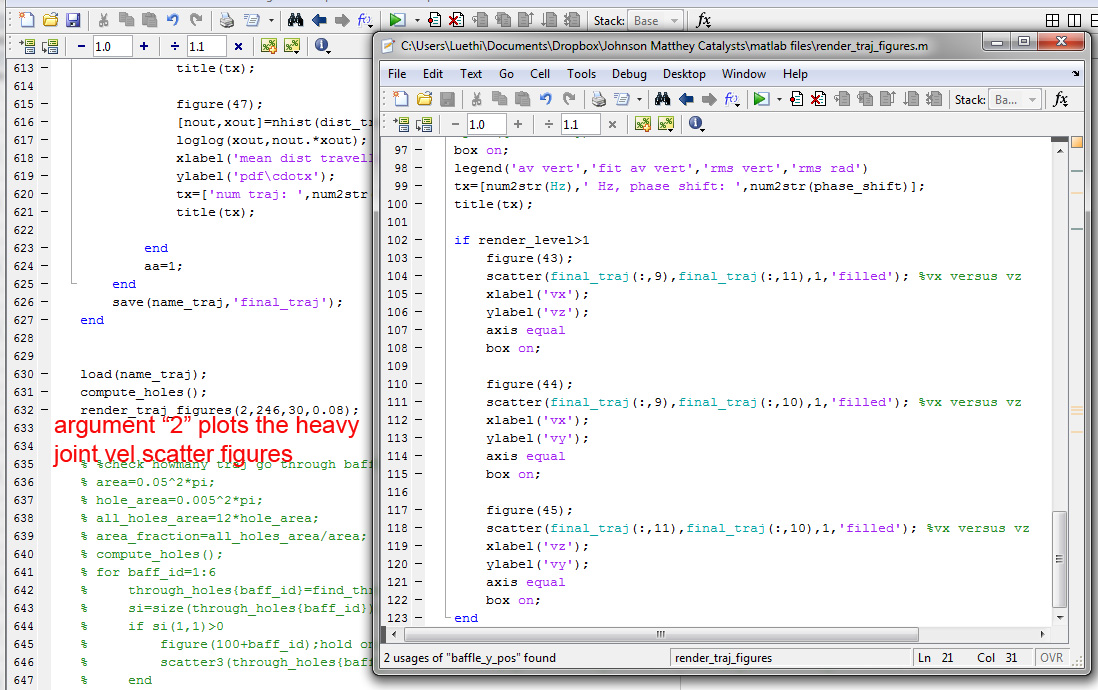 Stack: Base
fx
1.0
1.1
613 title(tx);
614
615 figure(47);
616 [nout,xout]=nhist(dist_t
617 loglog(xout,nout.*xout);
618 xlabel('mean dist travel
619 ylabel('pdf\cdotx');
620 tx=['num traj: ',num2str
621 title(tx);
622
623 end
624 aa=1;
625 end
626 save(name_traj,'final_traj');
627 end
628
629
630 load(name_traj);
631 compute_holes();
632 render_traj_figures(2,246,30,0.08);
633
argument “2” plots the heavy
634
joint vel scatter figures
635 % %check howmany traj go through baff
636 % area=0.05^2*pi;
637 % hole_area=0.005^2*pi;
638 % all_holes_area=12*hole_area;
639 % area_fraction=all_holes_area/area;
640 % compute_holes();
641 % for baff_id=1:6
642 % through_holes{baff_id}=find_thr
643 % si=size(through_holes{baff_id})
644 % if si(1,1)>0
645 % figure(100+baff_id);hold on
646 % scatter3(through_holes{baff
647 % end
C:\Users\Luethi\Documents\Dropbox\Johnson Matthey Catalysts\matlab files\render_traj_figures.m
File Edit Text Go Cell Tools Debug Desktop Window Help
Stack: Ba...
fx
1.0
1.1
97 box on;
98 legend('av vert','fit av vert','rms vert','rms rad')
99 tx=[num2str(Hz),' Hz, phase shift: ',num2str(phase_shift)];
100 title(tx);
101
102 if render_level>1
103 figure(43);
104 scatter(final_traj(:,9),final_traj(:,11),1,'filled'); %vx versus vz
105 xlabel('vx');
106 ylabel('vz');
107 axis equal
108 box on;
109
110 figure(44);
111 scatter(final_traj(:,9),final_traj(:,10),1,'filled'); %vx versus vz
112 xlabel('vx');
113 ylabel('vy');
114 axis equal
115 box on;
116
117 figure(45);
118 scatter(final_traj(:,11),final_traj(:,10),1,'filled'); %vx versus vz
119 xlabel('vz');
120 ylabel('vy');
121 axis equal
122 box on;
123 end
2 usages of "baffle_y_pos" found
render_traj_figures
Ln 21 Col 31 OVR